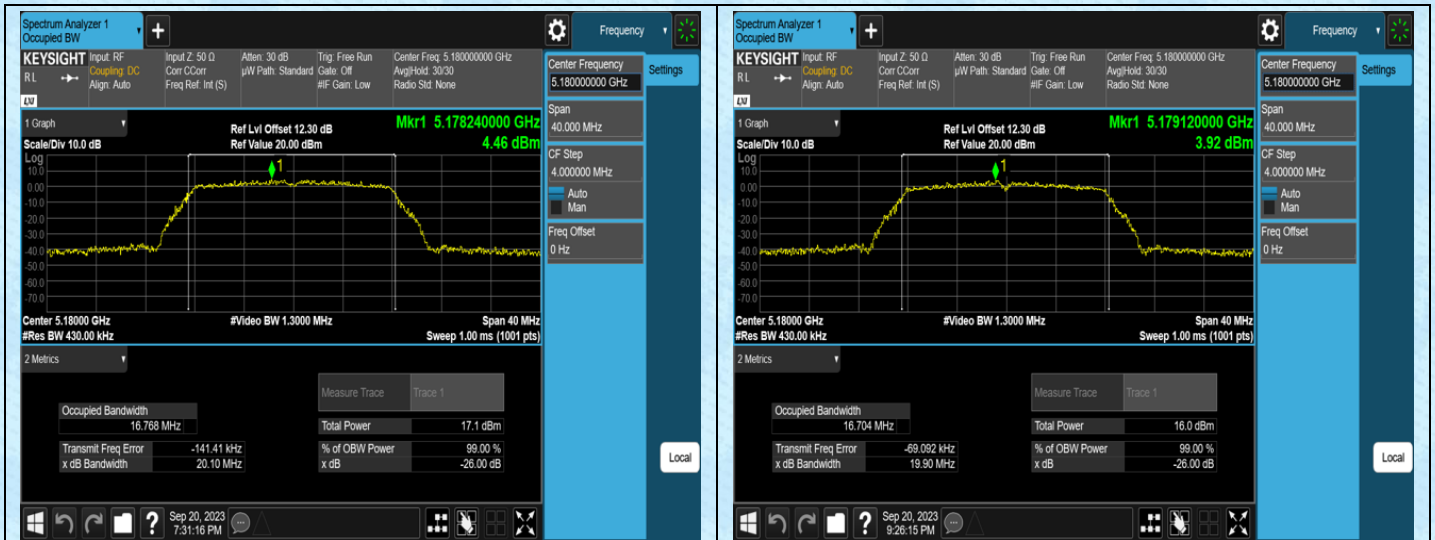 Spectrum Analyzer 1
Occupied BW
Frequency
KEYSIGHT Input: RF Input Z: 50 Ω Atten: 30 dB Trig: Free Run Center Freq: 5.180000000 GHz
RL Coupling: DC Corr CCorr µW Path: Standard Gate: Off Avg|Hold: 30/30
Align: Auto Freq Ref: Int (S) #IF Gain: Low Radio Std: None
LXI
Center Frequency
5.180000000 GHz
Settings
Span
40.000 MHz
CF Step
4.000000 MHz
Auto
Man
Freq Offset
0 Hz
1 Graph
Ref Lvl Offset 12.30 dB
Mkr1 5.178240000 GHz
Scale/Div 10.0 dB
Ref Value 20.00 dBm
4.46 dBm
Log
1
10.0
0.00
-10.0
-20.0
-30.0
-40.0
-50.0
-60.0
-70.0
Center 5.18000 GHz #Video BW 1.3000 MHz Span 40 MHz
#Res BW 430.00 kHz Sweep 1.00 ms (1001 pts)
2 Metrics
Measure Trace Trace 1
Occupied Bandwidth
16.768 MHz
Total Power 17.1 dBm
Transmit Freq Error -141.41 kHz % of OBW Power 99.00 %
x dB Bandwidth 20.10 MHz x dB -26.00 dB
Local
?
Sep 20, 2023
7:31:16 PM
Spectrum Analyzer 1
Occupied BW
Frequency
KEYSIGHT Input: RF Input Z: 50 Ω Atten: 30 dB Trig: Free Run Center Freq: 5.180000000 GHz
RL Coupling: DC Corr CCorr µW Path: Standard Gate: Off Avg|Hold: 30/30
Align: Auto Freq Ref: Int (S) #IF Gain: Low Radio Std: None
LXI
Center Frequency
5.180000000 GHz
Settings
Span
40.000 MHz
CF Step
4.000000 MHz
Auto
Man
Freq Offset
0 Hz
1 Graph
Ref Lvl Offset 12.30 dB
Mkr1 5.179120000 GHz
Scale/Div 10.0 dB
Ref Value 20.00 dBm
3.92 dBm
Log
1
10.0
0.00
-10.0
-20.0
-30.0
-40.0
-50.0
-60.0
-70.0
Center 5.18000 GHz #Video BW 1.3000 MHz Span 40 MHz
#Res BW 430.00 kHz Sweep 1.00 ms (1001 pts)
2 Metrics
Measure Trace Trace 1
Occupied Bandwidth
16.704 MHz
Total Power 16.0 dBm
Transmit Freq Error -69.092 kHz % of OBW Power 99.00 %
x dB Bandwidth 19.90 MHz x dB -26.00 dB
Local
?
Sep 20, 2023
9:26:15 PM